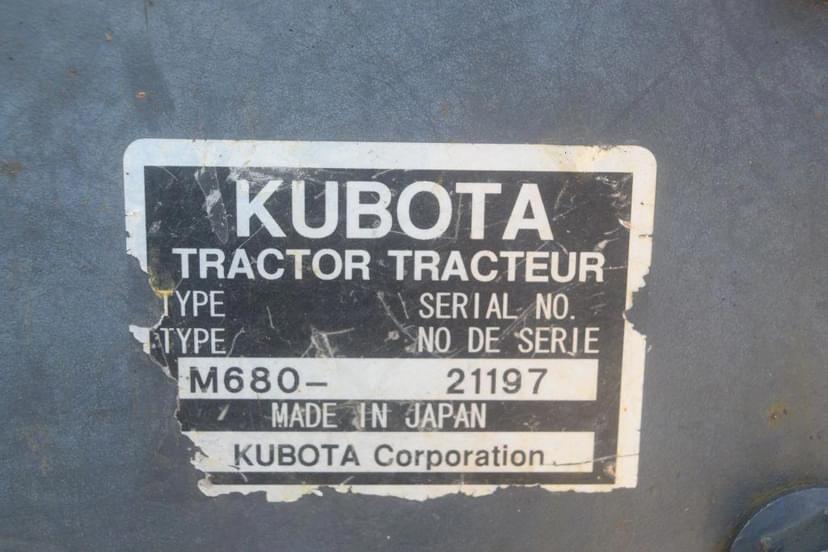 KUBOTA
TRACTOR TRACTEUR
TYPE SERIAL NO.
TYPE NO DE SERIE
M680- 21197
MADE IN JAPAN
KUBOTA Corporation